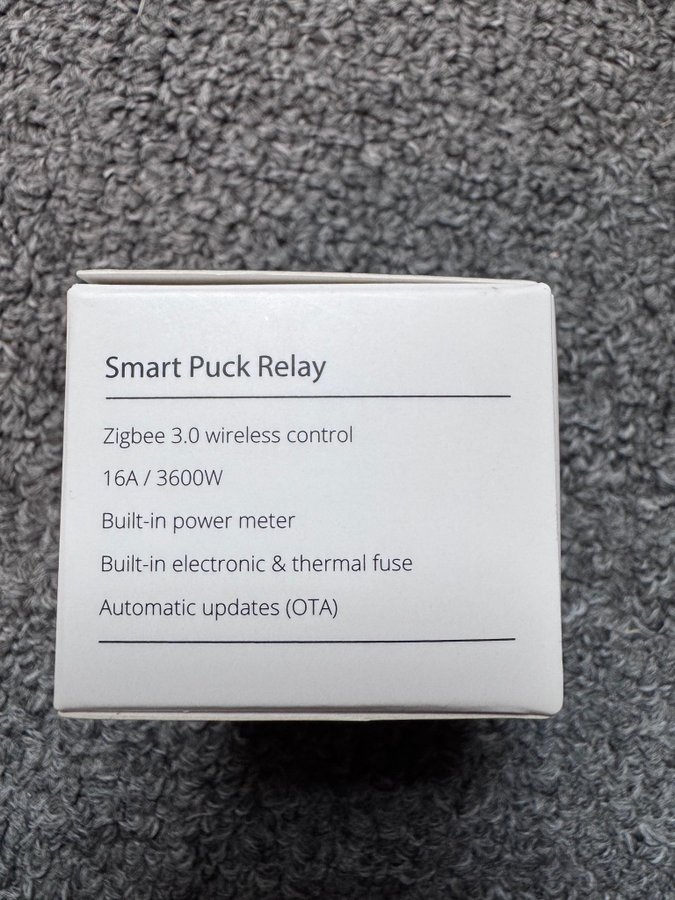 Smart Puck Relay
Zigbee 3.0 wireless control
16A / 3600W
Built-in power meter
Built-in electronic & thermal fuse
Automatic updates (OTA)